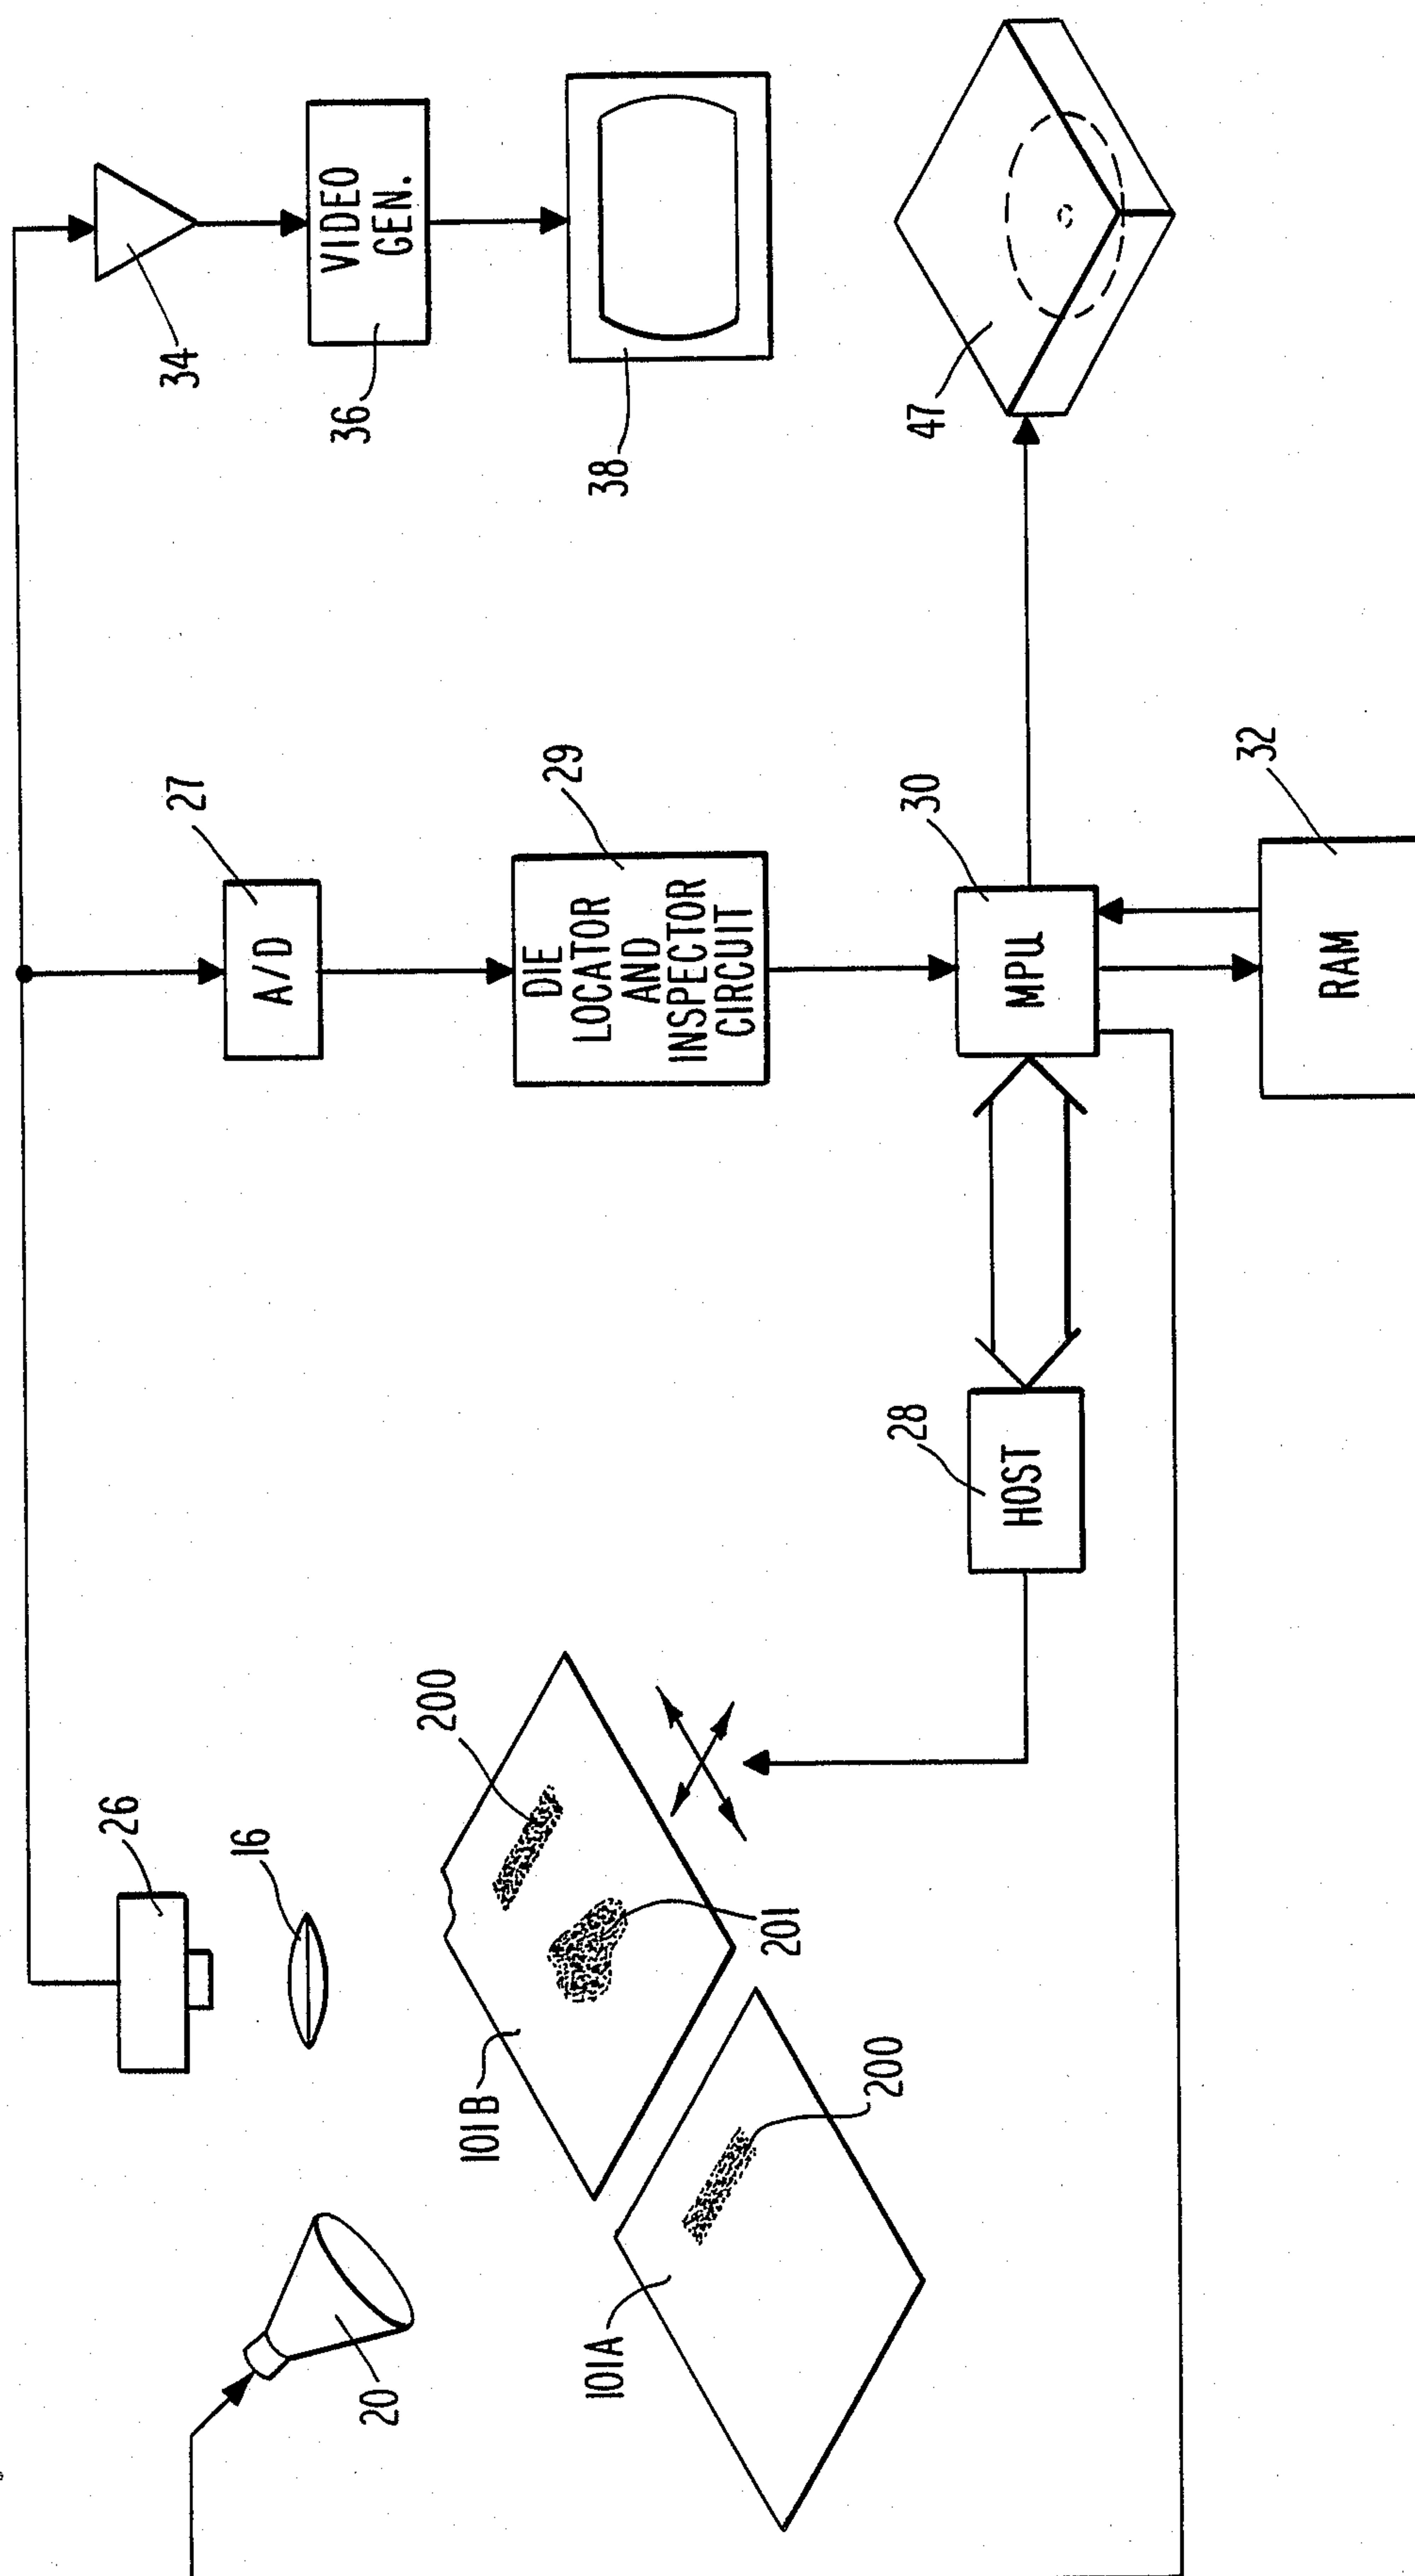 34
VIDEO
GEN.
36
38
47
27
A/D
29
DIE
LOCATOR
AND
INSPECTOR
CIRCUIT
30
MPU
32
RAM
28
HOST
26
16
200
201
101B
200
101A
20